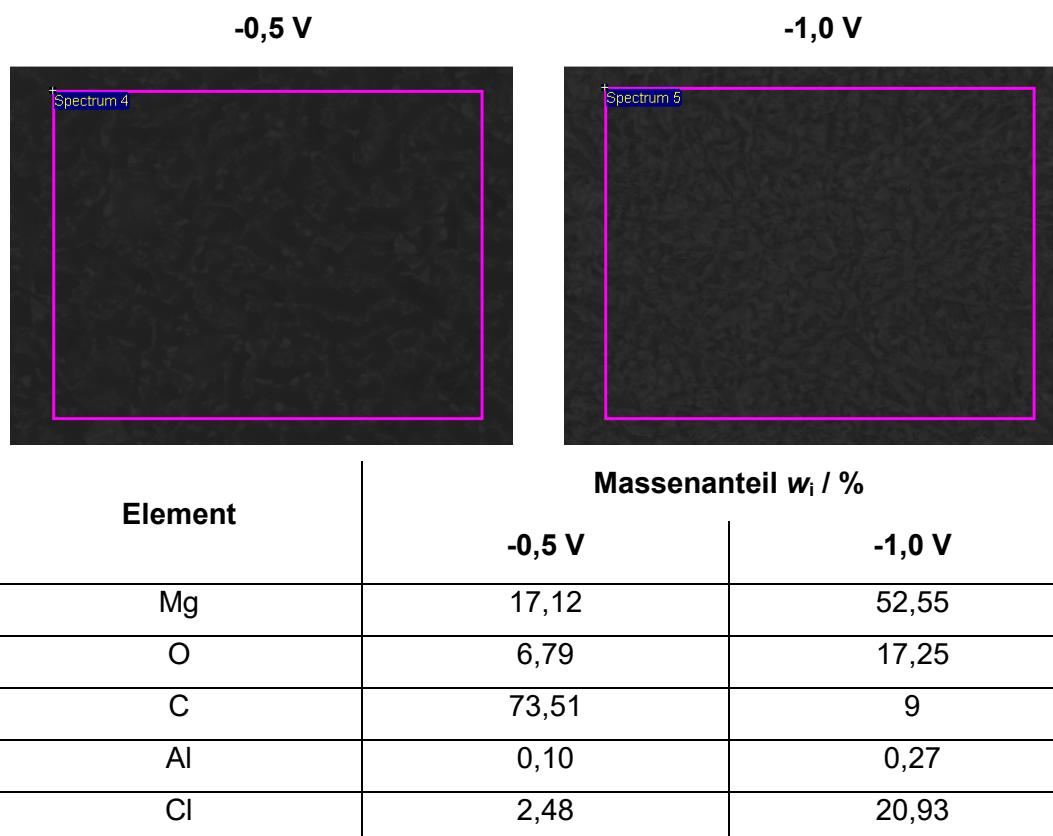 -0,5 V -1,0 V
Spectrum 4 Spectrum 5
Element Massenanteil wi / %
-0,5 V -1,0 V
Mg 17,12 52,55
O 6,79 17,25
C 73,51 9
Al 0,10 0,27
Cl 2,48 20,93